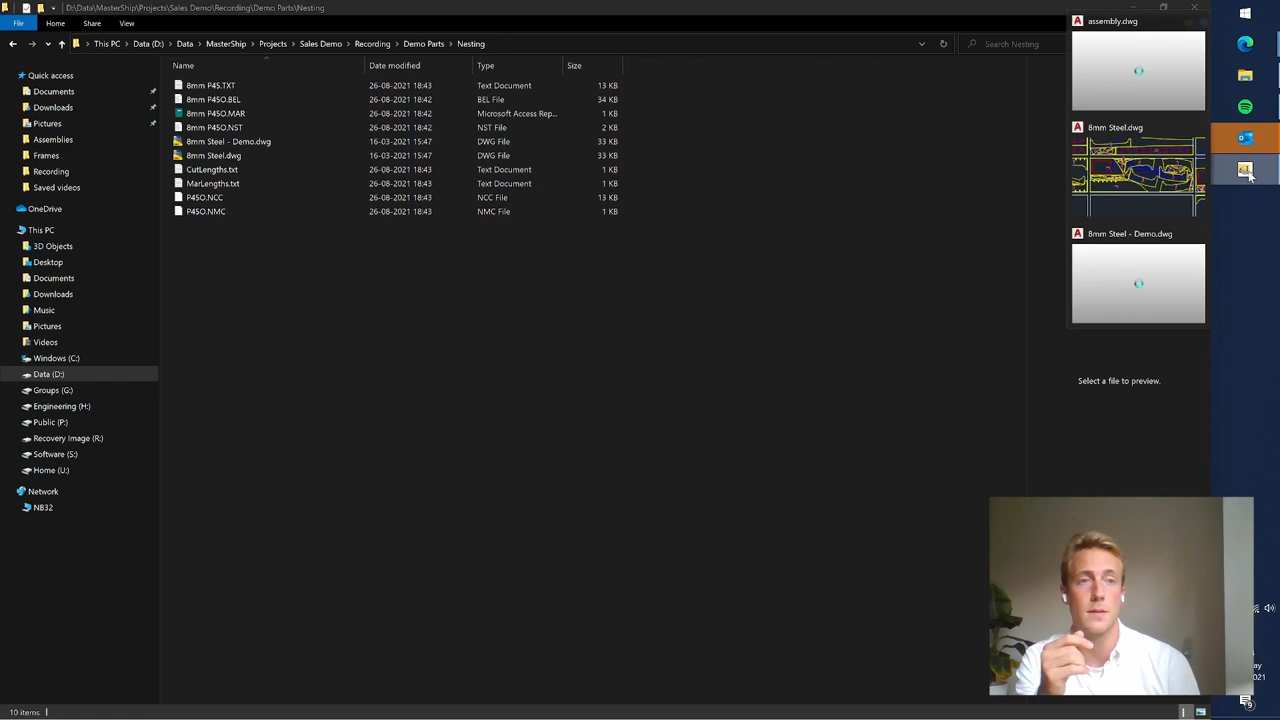 D:\Data\MasterShip\Projects\Sales Demo\Recording\Demo Parts\Nesting
File Home Share View
This PC Data (D:) Data MasterShip Projects Sales Demo Recording Demo Parts Nesting
Search Nesting
Name Date modified Type Size
8mm P45.TXT 26-08-2021 18:43 Text Document 13 KB
8mm P45O.BEL 26-08-2021 18:42 BEL File 34 KB
8mm P45O.MAR 26-08-2021 18:42 Microsoft Access Rep... 1 KB
8mm P45O.NST 26-08-2021 18:42 NST File 2 KB
8mm Steel - Demo.dwg 16-03-2021 15:47 DWG File 33 KB
8mm Steel.dwg 16-03-2021 15:47 DWG File 33 KB
CutLengths.txt 26-08-2021 18:43 Text Document 1 KB
MarLengths.txt 26-08-2021 18:43 Text Document 1 KB
P45O.NCC 26-08-2021 18:43 NCC File 13 KB
P45O.NMC 26-08-2021 18:43 NMC File 1 KB
Quick access
Documents
Downloads
Pictures
Assemblies
Frames
Recording
Saved videos
OneDrive
This PC
3D Objects
Desktop
Documents
Downloads
Music
Pictures
Videos
Windows (C:)
Data (D:)
Groups (G:)
Engineering (H:)
Public (P:)
Recovery Image (R:)
Software (S:)
Home (U:)
Network
NB32
assembly.dwg
8mm Steel.dwg
8mm Steel - Demo.dwg
Select a file to preview.
10 items